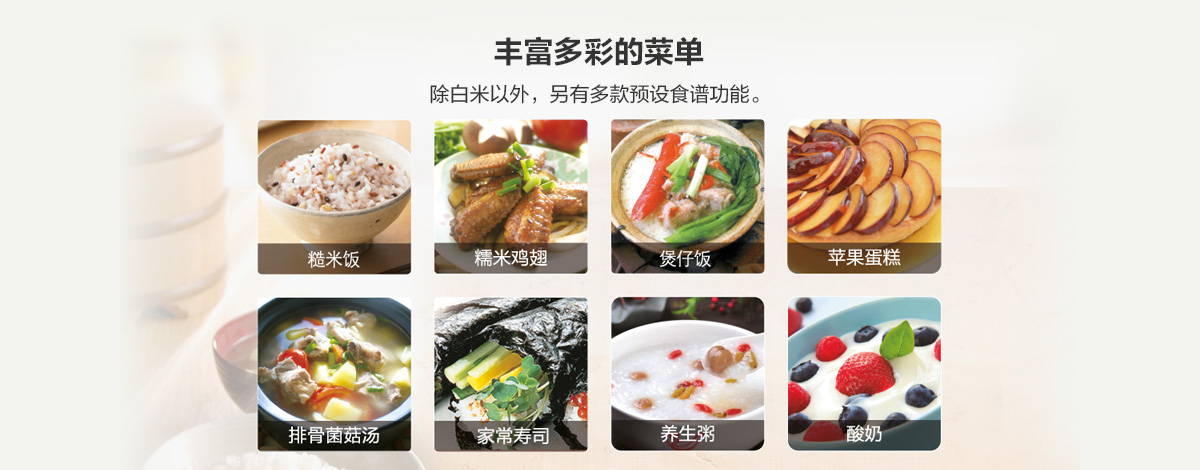 丰富多彩的菜单
除白米以外，另有多款预设食谱功能。
糙米饭
糯米鸡翅
煲仔饭
苹果蛋糕
排骨菌菇汤
家常寿司
养生粥
酸奶